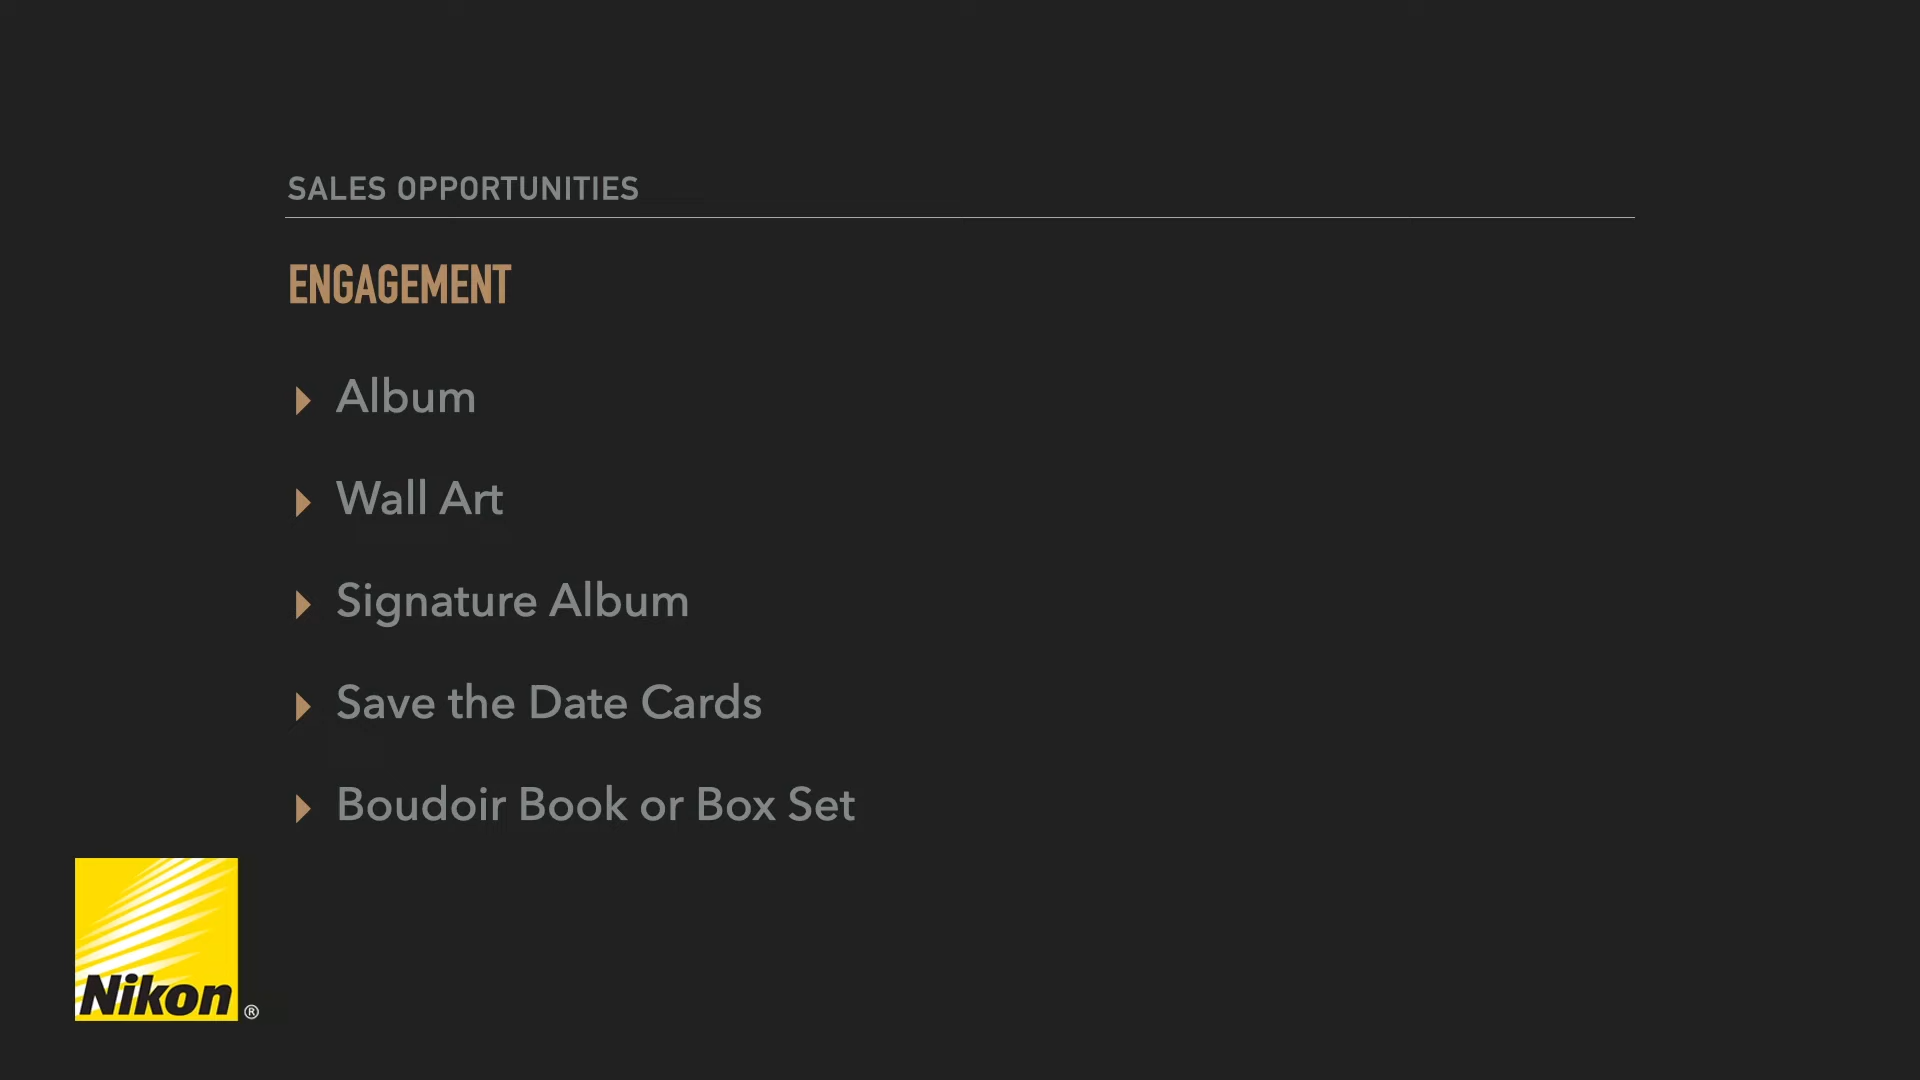 SALES OPPORTUNITIES
ENGAGEMENT
Album
Wall Art
Signature Album
Save the Date Cards
Boudoir Book or Box Set
Nikon ®